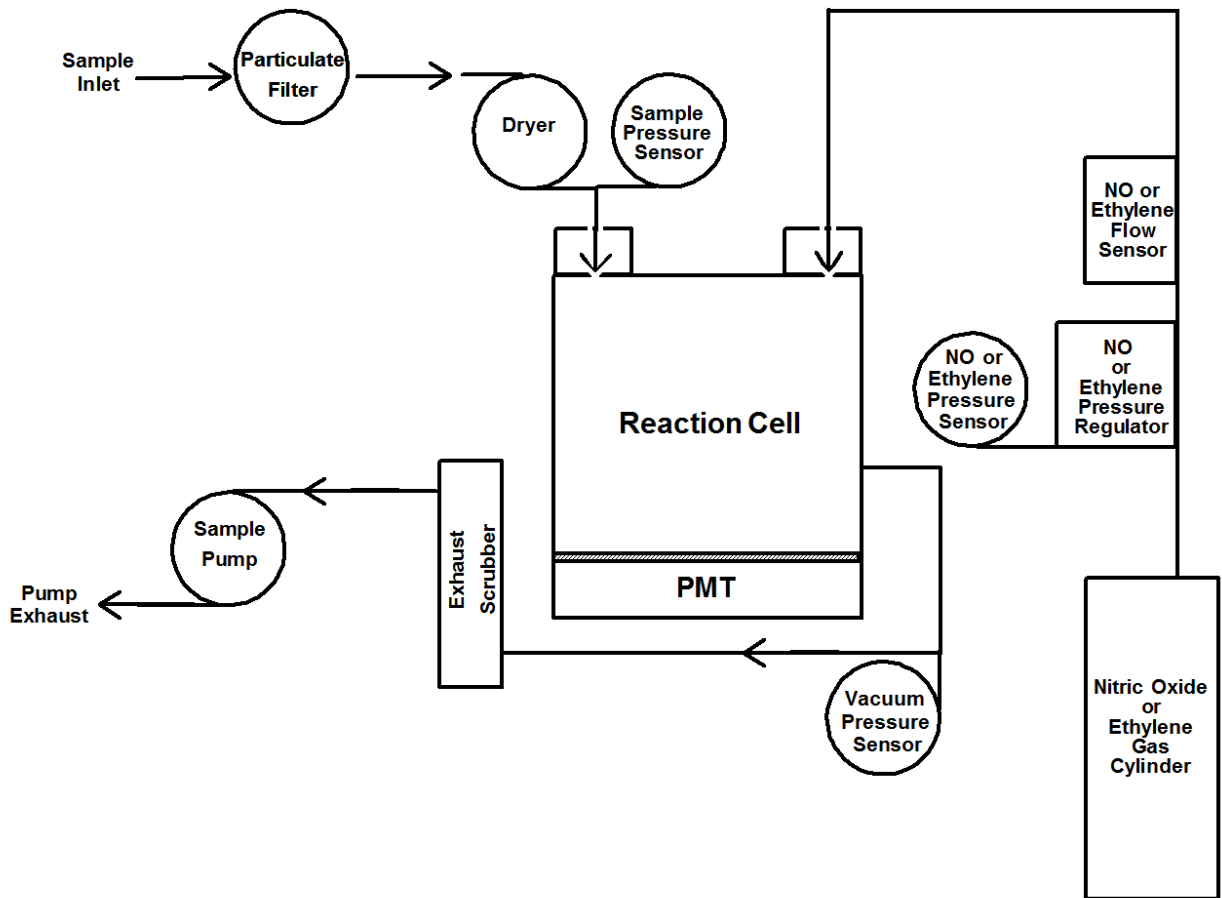 Sample
Inlet
Particulate
Filter
Dryer
Sample
Pressure
Sensor
NO or
Ethylene
Flow
Sensor
NO or
Ethylene
Pressure
Sensor
NO
or
Ethylene
Pressure
Regulator
Reaction Cell
Sample
Pump
Exhaust
Scrubber
PMT
Pump
Exhaust
Vacuum
Pressure
Sensor
Nitric Oxide
or
Ethylene
Gas
Cylinder